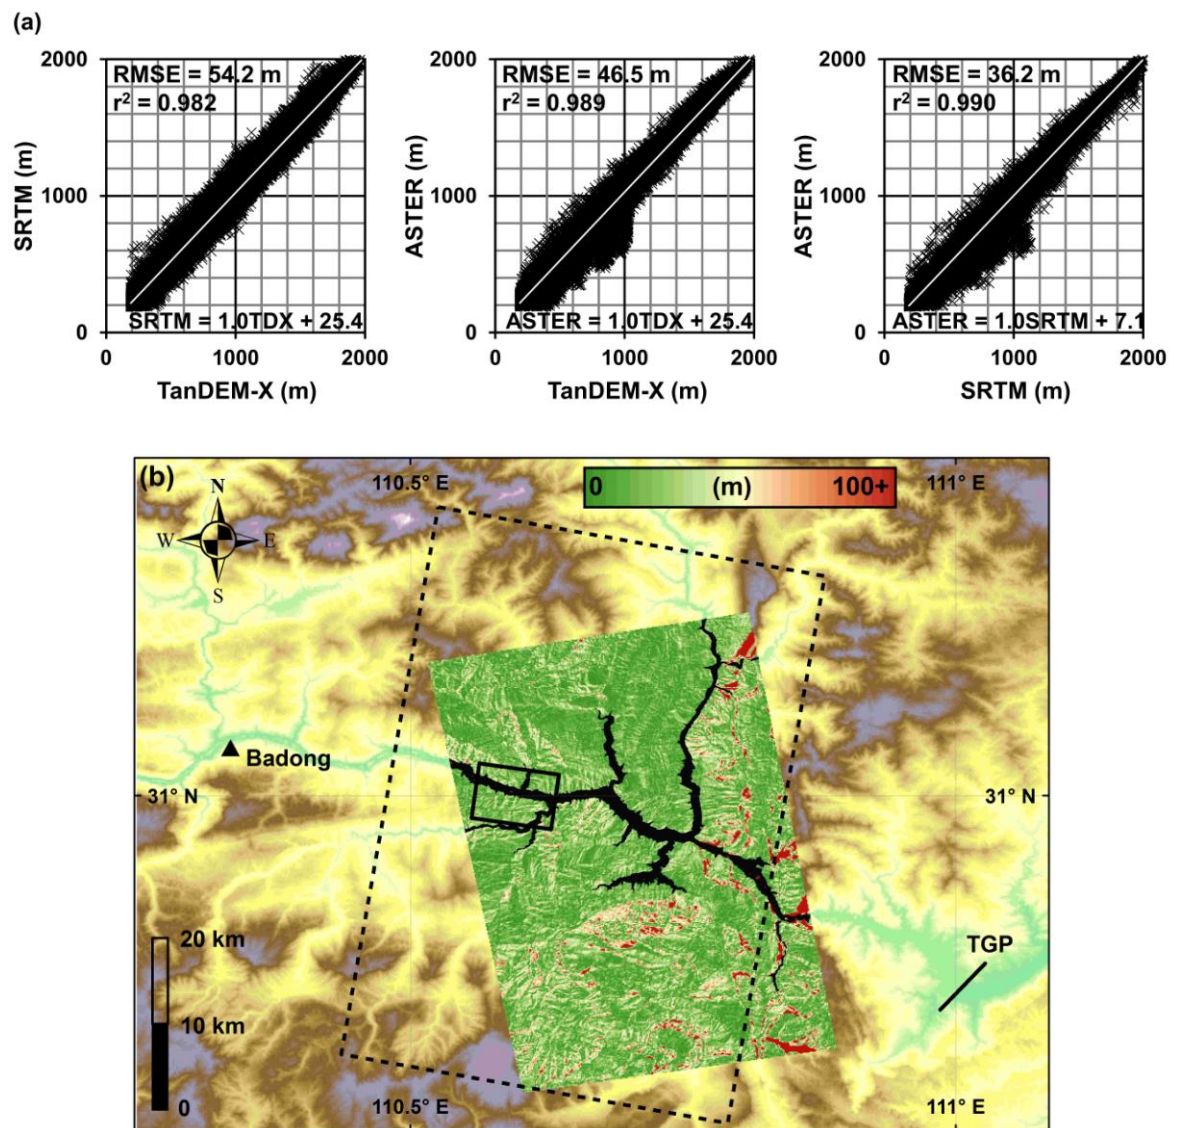 (a)
2000
1000
0
SRTM (m)
RMSE = 54.2 m
r² = 0.982
SRTM = 1.0TDX + 25.4
0 1000 2000
TanDEM-X (m)
2000
1000
0
ASTER (m)
RMSE = 46.5 m
r² = 0.989
ASTER = 1.0TDX + 25.4
0 1000 2000
TanDEM-X (m)
2000
1000
0
ASTER (m)
RMSE = 36.2 m
r² = 0.990
ASTER = 1.0SRTM + 7.1
0 1000 2000
SRTM (m)
(b)
110.5° E
0 (m) 100+
111° E
N
W E
S
Badong
31° N
31° N
TGP
20 km
10 km
0
110.5° E
111° E